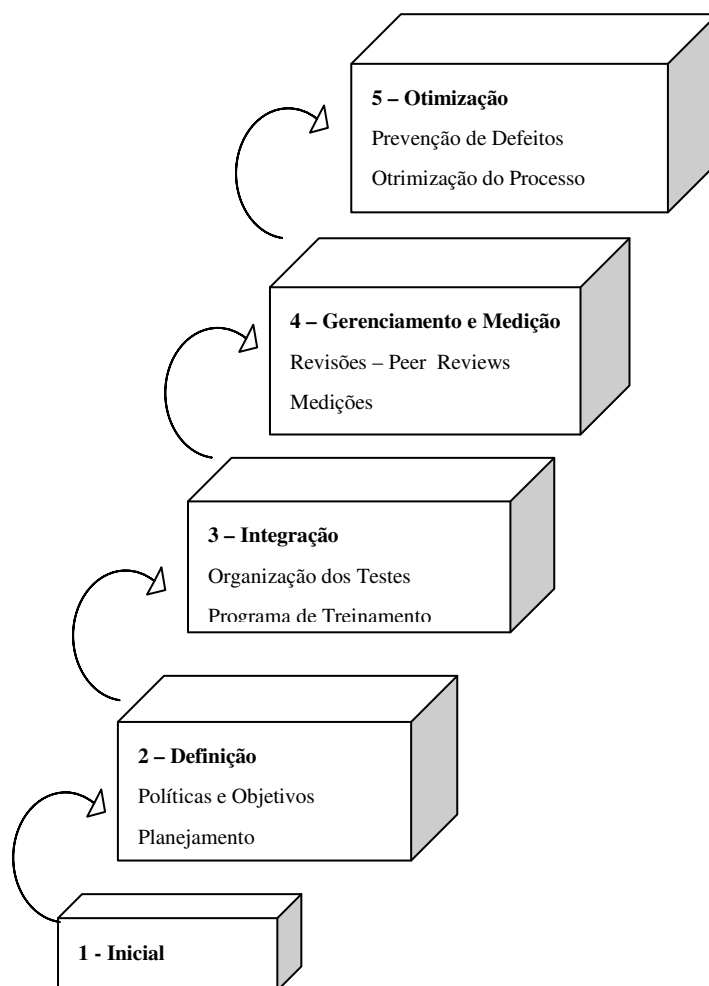 5 – Otimização
Prevenção de Defeitos
Otrimização do Processo
4 – Gerenciamento e Medição
Revisões – Peer Reviews
Medições
3 – Integração
Organização dos Testes
Programa de Treinamento
2 – Definição
Políticas e Objetivos
Planejamento
1 - Inicial